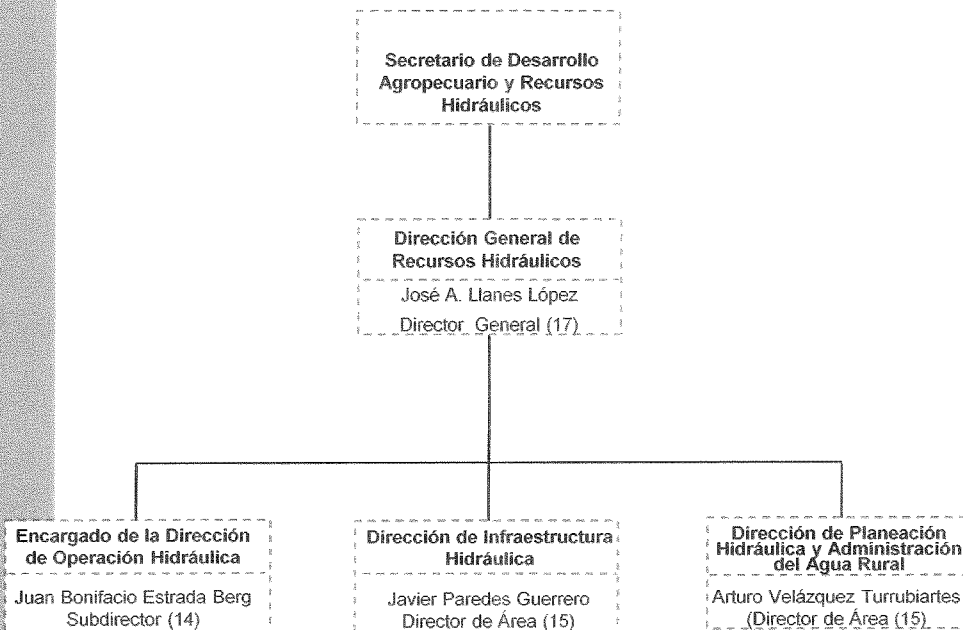 Secretario de Desarrollo
Agropecuario y Recursos
Hidráulicos
Dirección General de
Recursos Hidráulicos
José A. Llanes López
Director General (17)
Encargado de la Dirección
de Operación Hidráulica
Juan Bonifacio Estrada Berg
Subdirector (14)
Dirección de Infraestructura
Hidráulica
Javier Paredes Guerrero
Director de Área (15)
Dirección de Planeación
Hidráulica y Administración
del Agua Rural
Arturo Velázquez Turrubiartes
(Director de Área (15)